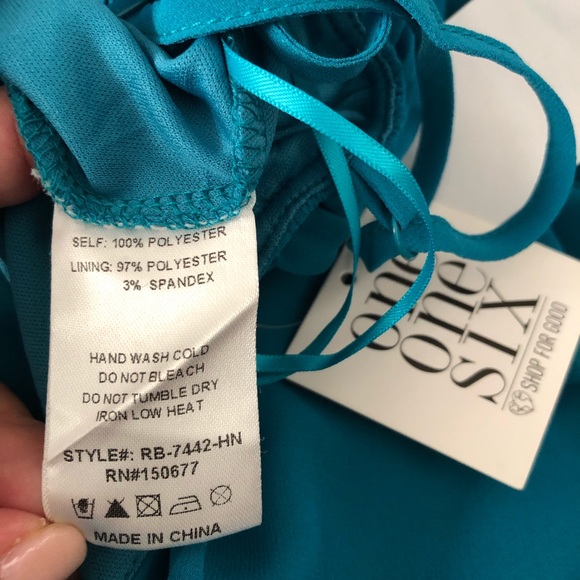 SELF: 100% POLYESTER
LINING: 97% POLYESTER
3% SPANDEX
HAND WASH COLD
DO NOT BLEACH
DO NOT TUMBLE DRY
IRON LOW HEAT
STYLE#: RB-7442-HN
RN#150677
MADE IN CHINA
one
one
SIX
SHOP FOR GOOD